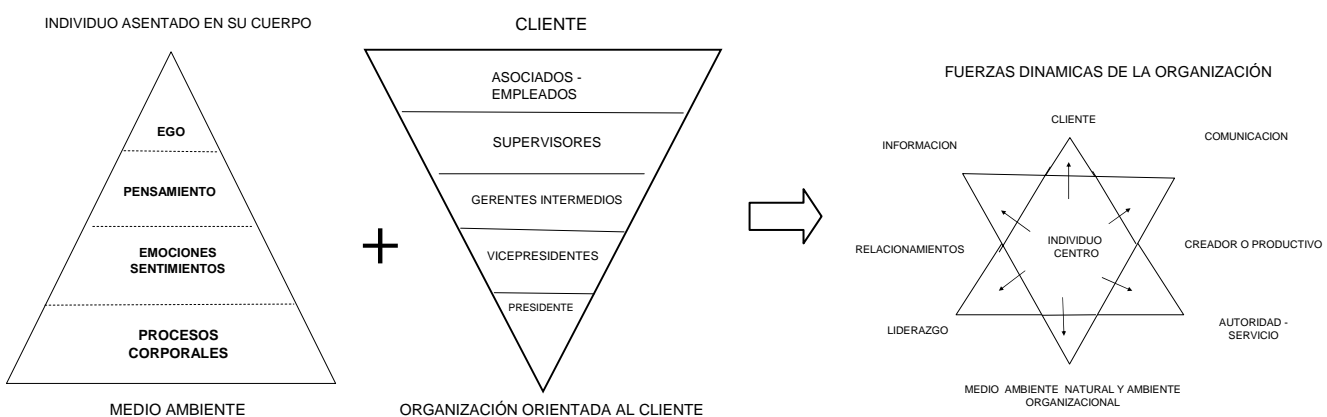 INDIVIDUO ASENTADO EN SU CUERPO
EGO
PENSAMIENTO
EMOCIONES
SENTIMIENTOS
PROCESOS
CORPORALES
MEDIO AMBIENTE
+
CLIENTE
ASOCIADOS -
EMPLEADOS
SUPERVISORES
GERENTES INTERMEDIOS
VICEPRESIDENTES
PRESIDENTE
ORGANIZACIÓN ORIENTADA AL CLIENTE
FUERZAS DINAMICAS DE LA ORGANIZACIÓN
CLIENTE
INFORMACION
COMUNICACION
RELACIONAMIENTOS
INDIVIDUO
CENTRO
CREADOR O PRODUCTIVO
LIDERAZGO
AUTORIDAD -
SERVICIO
MEDIO AMBIENTE NATURAL Y AMBIENTE
ORGANIZACIONAL